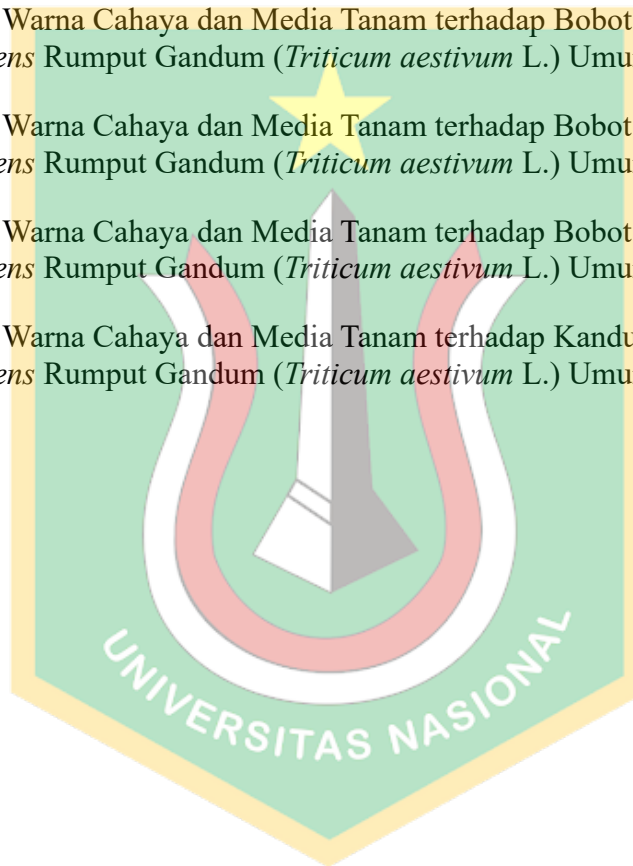 Warna Cahaya dan Media Tanam terhadap Bobot
ens Rumput Gandum (Triticum aestivum L.) Umu
Warna Cahaya dan Media Tanam terhadap Bobot
ens Rumput Gandum (Triticum aestivum L.) Umu
Warna Cahaya dan Media Tanam terhadap Bobot
ens Rumput Gandum (Triticum aestivum L.) Umu
Warna Cahaya dan Media Tanam terhadap Kandu
ens Rumput Gandum (Triticum aestivum L.) Umu
UNIVERSITAS NASIONAL